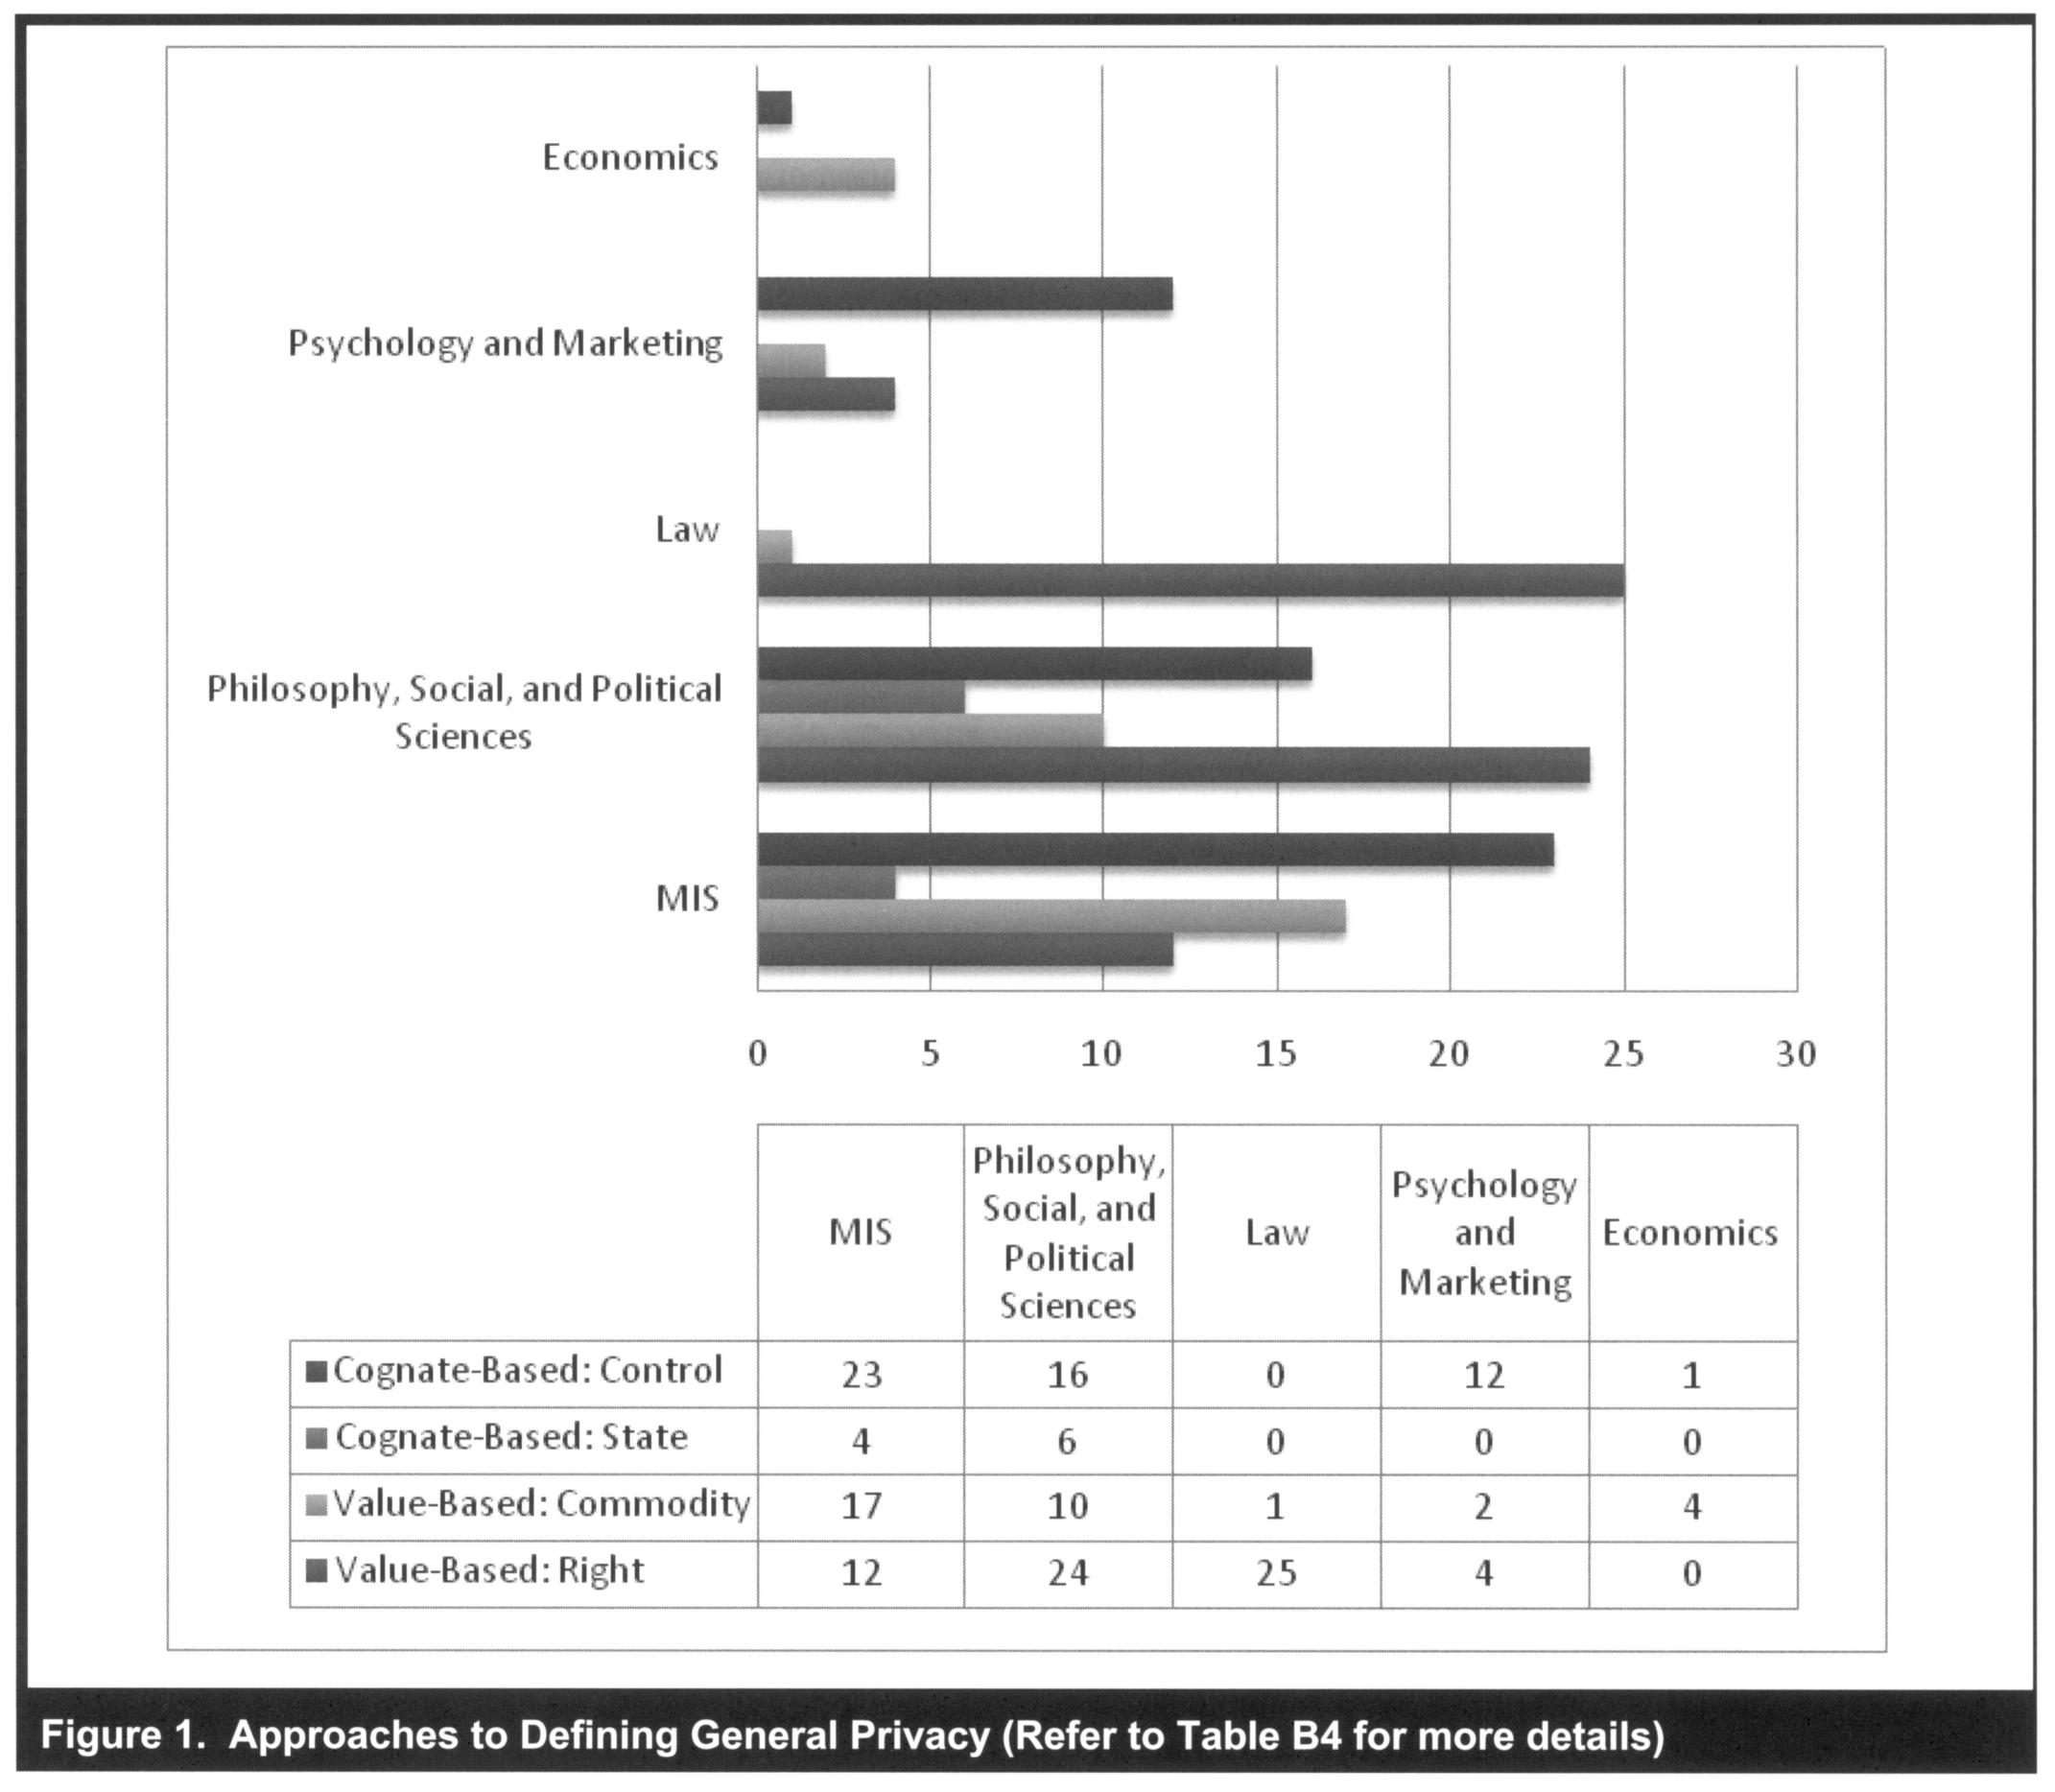 Economics
Psychology and Marketing
Law
Philosophy, Social, and Political
Sciences
MIS
0 5 10 15 20 25 30
MIS
Philosophy,
Social, and
Political
Sciences
Law
Psychology
and
Marketing
Economics
Cognate-Based: Control 23 16 0 12 1
Cognate-Based: State 4 6 0 0 0
Value-Based: Commodity 17 10 1 2 4
Value-Based: Right 12 24 25 4 0
Figure 1. Approaches to Defining General Privacy (Refer to Table B4 for more details)